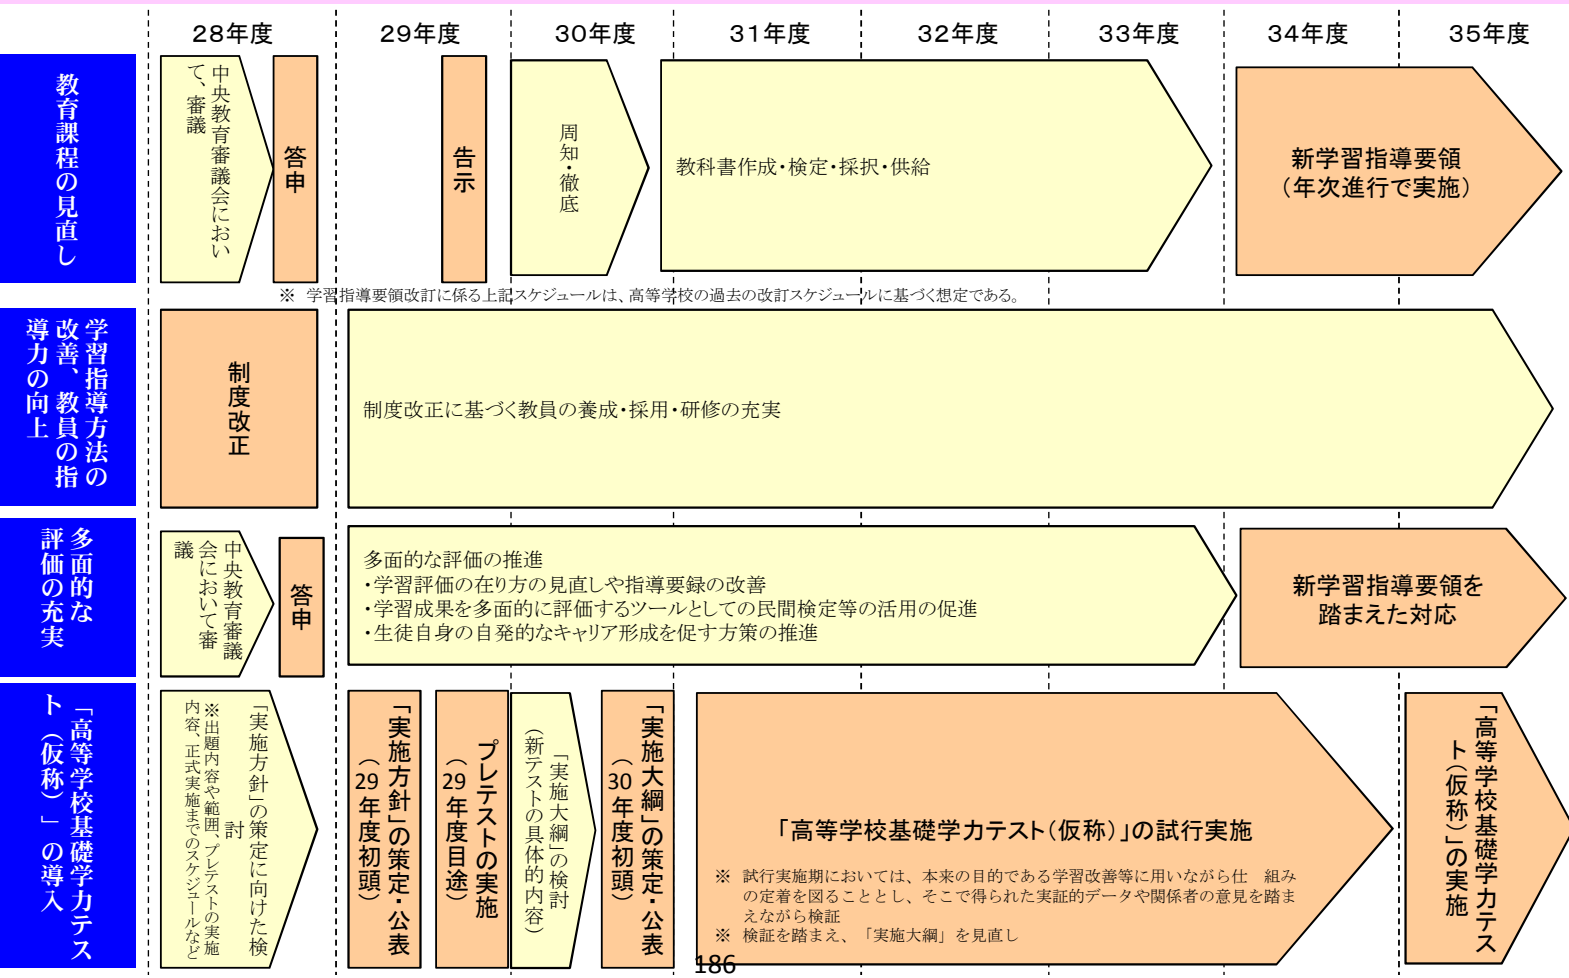 28年度
29年度
30年度
31年度
32年度
33年度
34年度
35年度
教育課程の見直し
中央教育審議会におい
て、審議
答申
告示
周知・徹底
教科書作成・検定・採択・供給
新学習指導要領
（年次進行で実施）
※ 学習指導要領改訂に係る上記スケジュールは、高等学校の過去の改訂スケジュールに基づく想定である。
学習指導方法の
改善、教員の指
導力の向上
制度改正
制度改正に基づく教員の養成・採用・研修の充実
多面的な
評価の充実
中央教育審議
会において審
議
答申
多面的な評価の推進
・学習評価の在り方の見直しや指導要録の改善
・学習成果を多面的に評価するツールとしての民間検定等の活用の促進
・生徒自身の自発的なキャリア形成を促す方策の推進
新学習指導要領を
踏まえた対応
「高等学校基礎学力テス
ト（仮称）」の導入
「実施方針」の策定に向けた検
討
※出題内容や範囲、プレテストの実施
内容、正式実施までのスケジュールなど
「実施方針」の策定・公表
（29年度初頭）
プレテストの実施
（29年度目途）
「実施大綱」の検討
（新テストの具体的内容）
「実施大綱」の策定・公表
（30年度初頭）
「高等学校基礎学力テスト（仮称）」の試行実施
※ 試行実施期においては、本来の目的である学習改善等に用いながら仕 組み
の定着を図ることとし、そこで得られた実証的データや関係者の意見を踏ま
えながら検証
※ 検証を踏まえ、「実施大綱」を見直し
「高等学校基礎学力テス
ト（仮称）」の実施
186